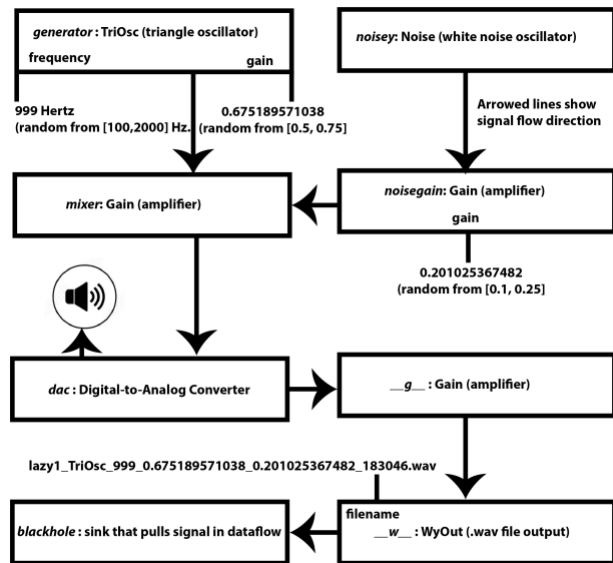 generator : TriOsc (triangle oscillator)
frequency
gain
noisey: Noise (white noise oscillator)
999 Hertz
(random from [100,2000] Hz.
0.675189571038
(random from [0.5, 0.75]
Arrowed lines show
signal flow direction
mixer: Gain (amplifier)
noisegain: Gain (amplifier)
gain
0.201025367482
(random from [0.1, 0.25]
dac : Digital-to-Analog Converter
__g__ : Gain (amplifier)
lazy1_TriOsc_999_0.675189571038_0.201025367482_183046.wav
blackhole : sink that pulls signal in dataflow
filename
__w__ : WyOut (.wav file output)